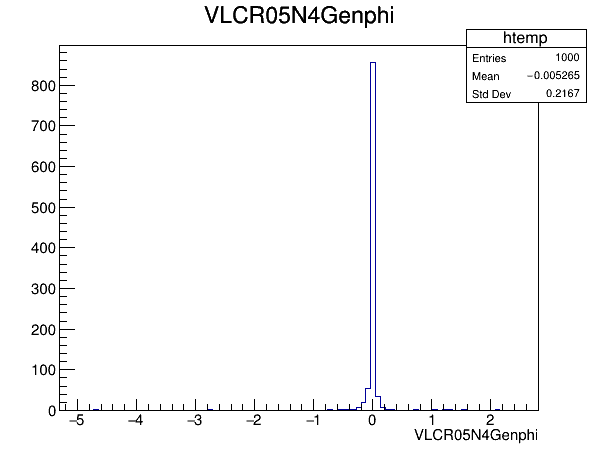 VLCR05N4Genphi
htemp
Entries 1000
Mean −0.005265
Std Dev 0.2167
800
700
600
500
400
300
200
100
0
−5 −4 −3 −2 −1 0 1 2
VLCR05N4Genphi